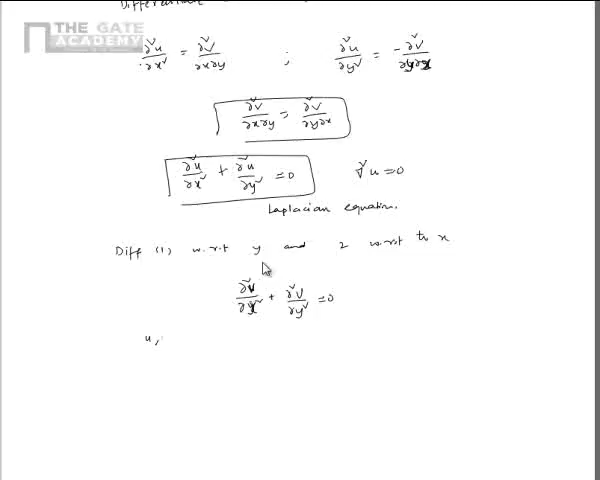 THE GATE
ACADEMY
∂²u/∂x² = ∂²V/∂x∂y ; ∂²u/∂y² = -∂²V/∂y∂x
∂²V/∂x∂y = ∂²V/∂y∂x
∂²u/∂x² + ∂²u/∂y² = 0 ∇²u = 0
Laplacian equation.
Diff (1) w.r.t y and 2 w.r.t to x
∂²V/∂x² + ∂²V/∂y² = 0
u,